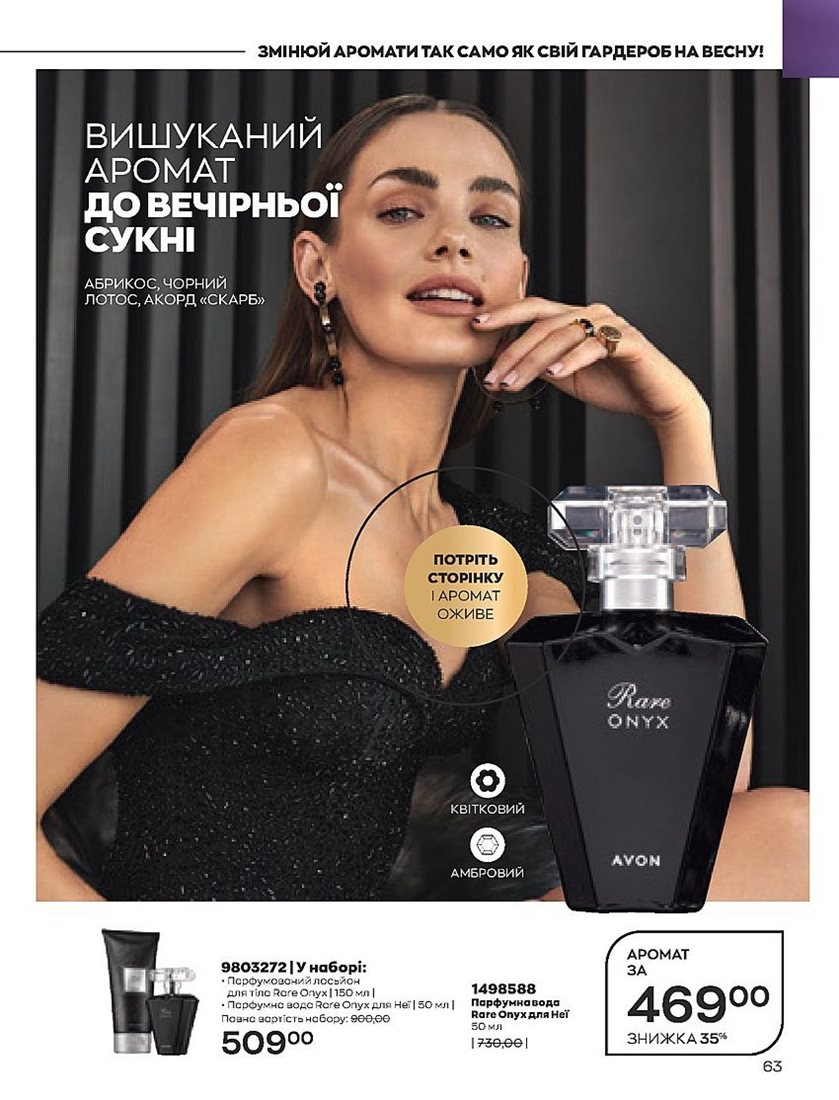 ЗМІНЮЙ АРОМАТИ ТАК САМО ЯК СВІЙ ГАРДЕРОБ НА ВЕСНУ!
ВИШУКАНИЙ
АРОМАТ
ДО ВЕЧІРНЬОЇ
СУКНІ
АБРИКОС, ЧОРНИЙ
ЛОТОС, АКОРД «СКАРБ»
ПОТРІТЬ
СТОРІНКУ
І АРОМАТ
ОЖИВЕ
Rare
ONYX
AVON
КВІТКОВИЙ
АМБРОВИЙ
9803272 | У наборі:
• Парфумований лосьйон
для тіла Rare Onyx | 150 мл |
• Парфумна вода Rare Onyx для Неї | 50 мл |
Повна вартість набору: 900,00
50900
1498588
Парфумна вода
Rare Onyx для Неї
50 мл
| 730,00 |
АРОМАТ
ЗА
46900
ЗНИЖКА 35%
63